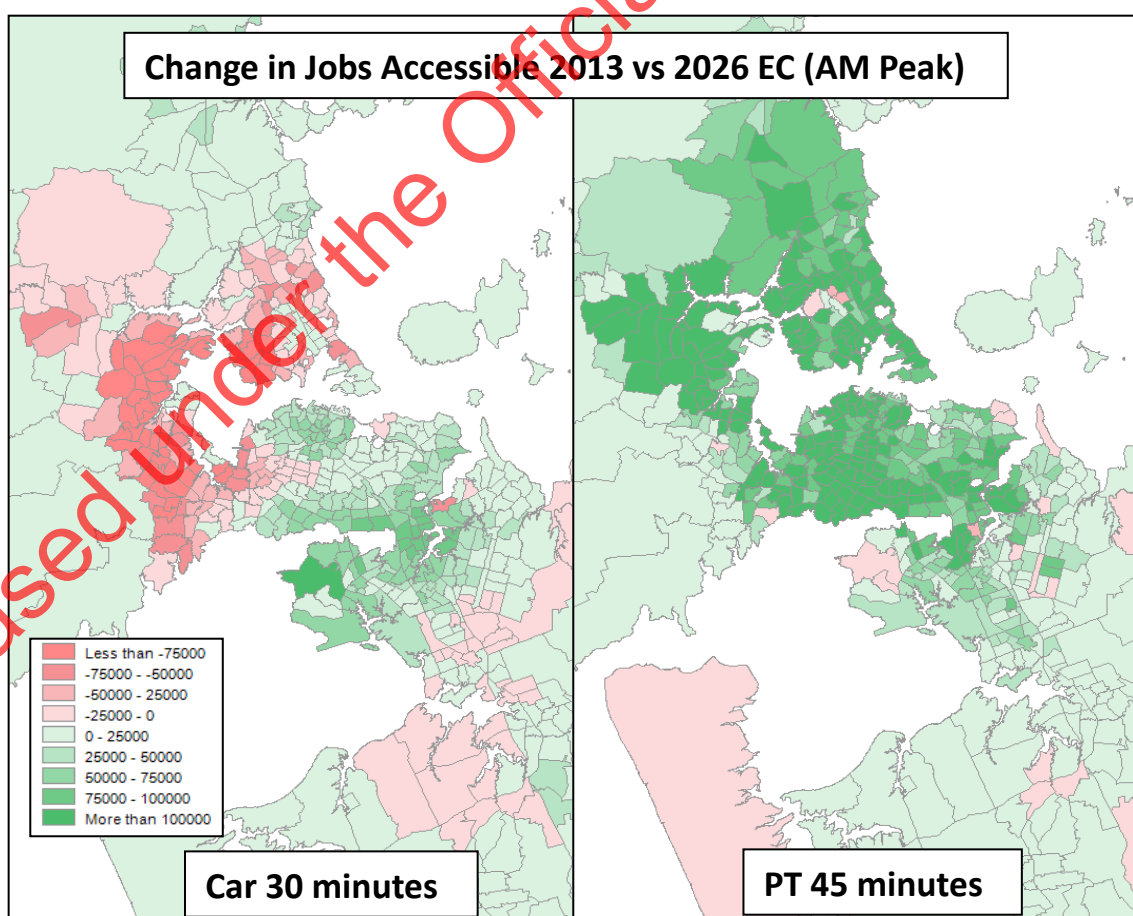 Change in Jobs Accessible 2013 vs 2026 EC (AM Peak)
used under the Officia
Less than -75000
-75000 - -50000
-50000 - 25000
-25000 - 0
0 - 25000
25000 - 50000
50000 - 75000
75000 - 100000
More than 100000
Car 30 minutes
PT 45 minutes